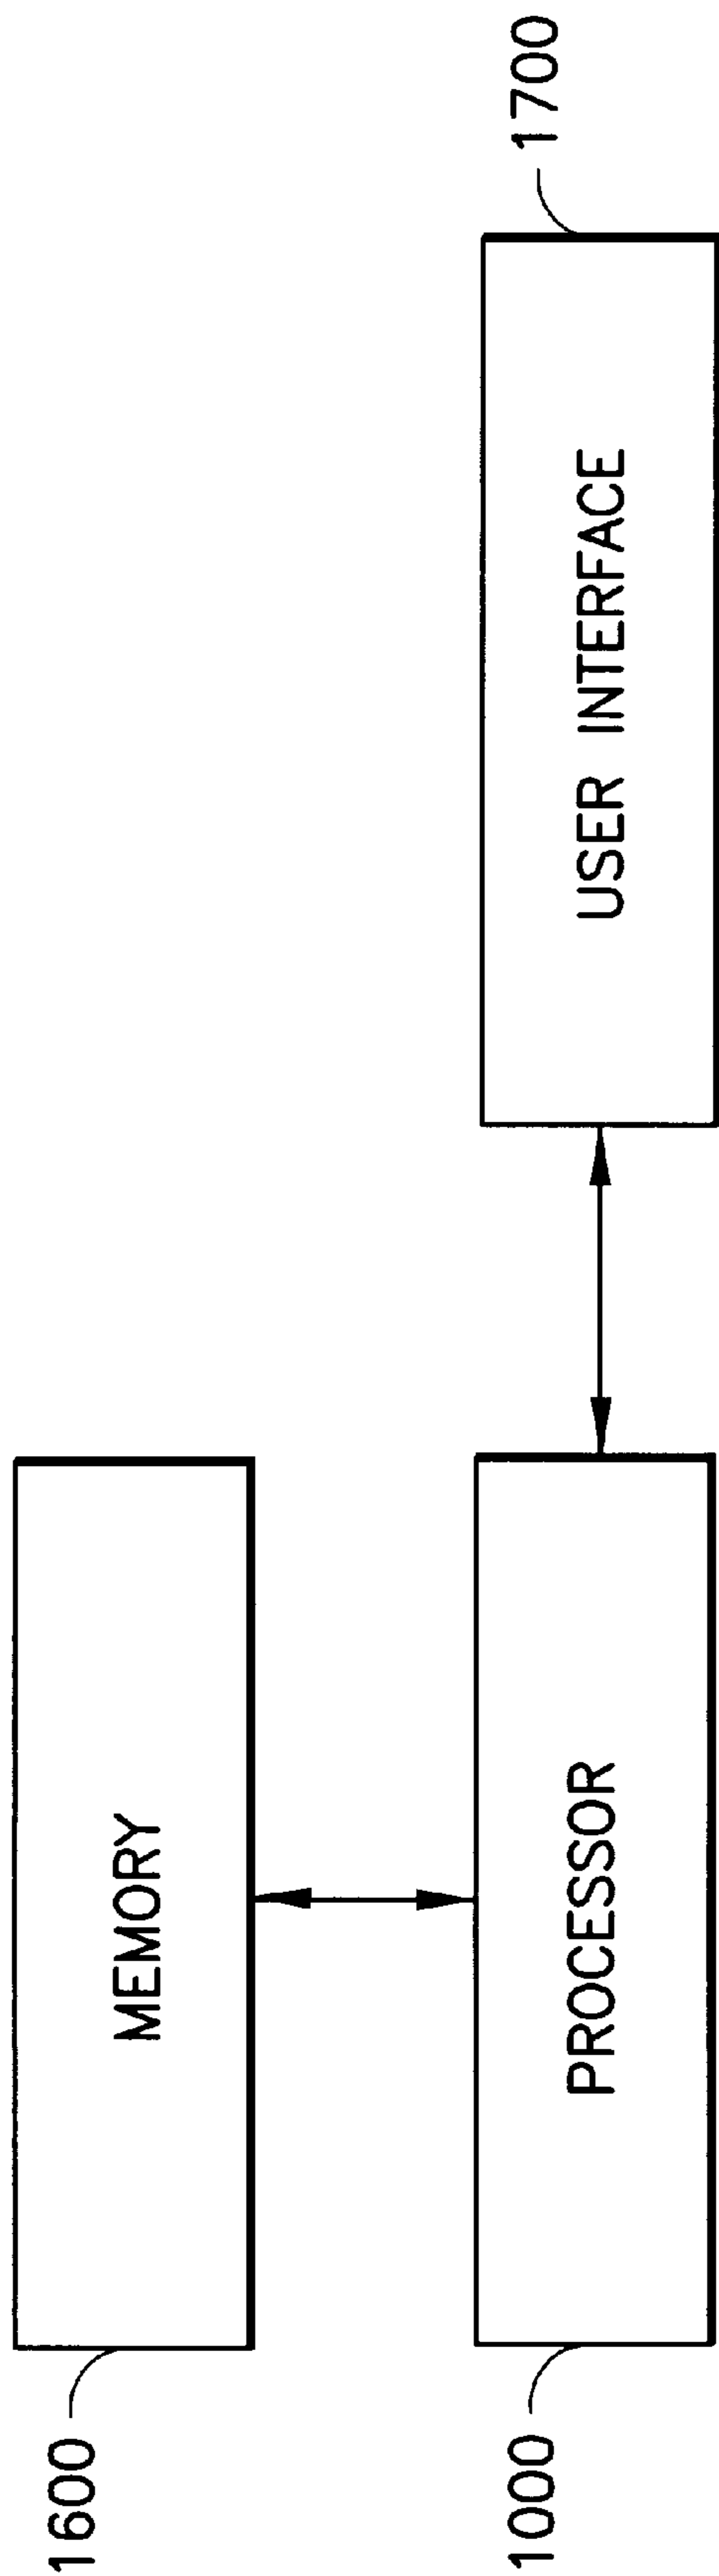 1600
MEMORY
1000
PROCESSOR
USER INTERFACE
1700